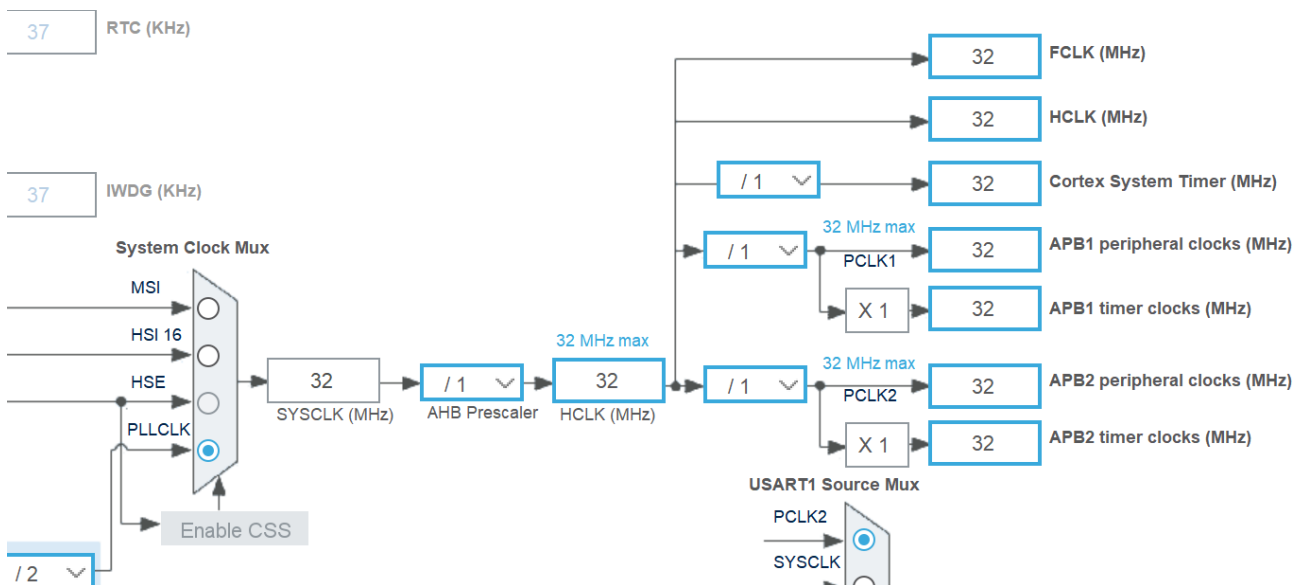 37
RTC (KHz)
32
FCLK (MHz)
32
HCLK (MHz)
37
IWDG (KHz)
/ 1
32
Cortex System Timer (MHz)
System Clock Mux
MSI
HSI 16
HSE
PLLCLK
Enable CSS
/ 2
32
SYSCLK (MHz)
/ 1
AHB Prescaler
32 MHz max
32
HCLK (MHz)
/ 1
32 MHz max
PCLK1
32
APB1 peripheral clocks (MHz)
X 1
32
APB1 timer clocks (MHz)
/ 1
32 MHz max
PCLK2
32
APB2 peripheral clocks (MHz)
X 1
32
APB2 timer clocks (MHz)
USART1 Source Mux
PCLK2
SYSCLK